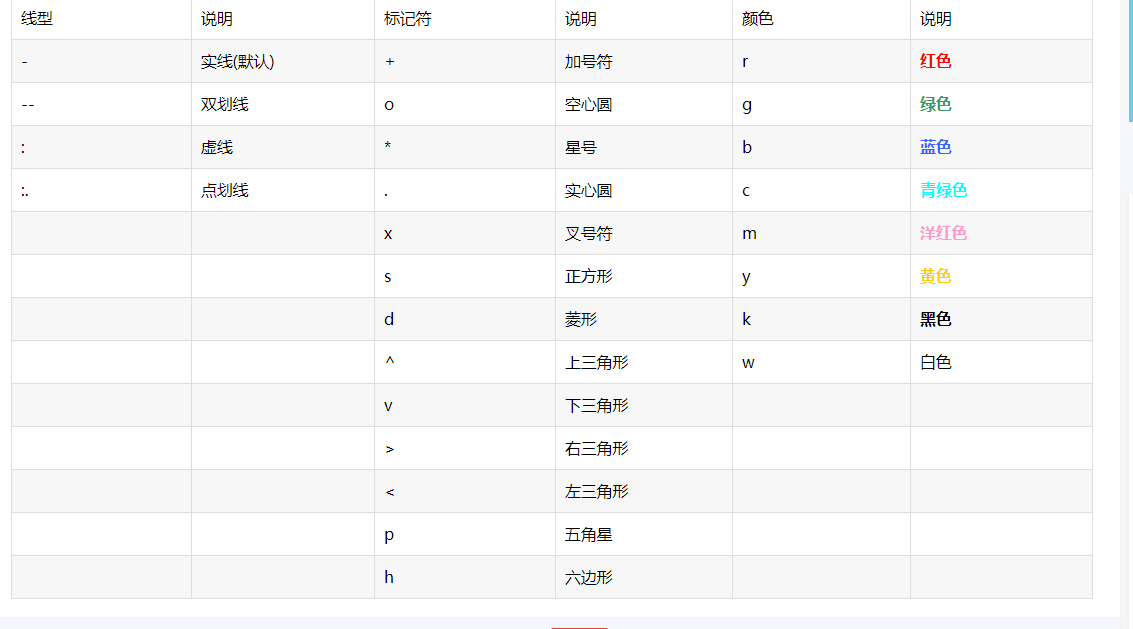 线型 说明 标记符 说明 颜色 说明
- 实线(默认) + 加号符 r 红色
-- 双划线 o 空心圆 g 绿色
: 虚线 * 星号 b 蓝色
:. 点划线 . 实心圆 c 青绿色
x 叉号符 m 洋红色
s 正方形 y 黄色
d 菱形 k 黑色
^ 上三角形 w 白色
v 下三角形
> 右三角形
< 左三角形
p 五角星
h 六边形